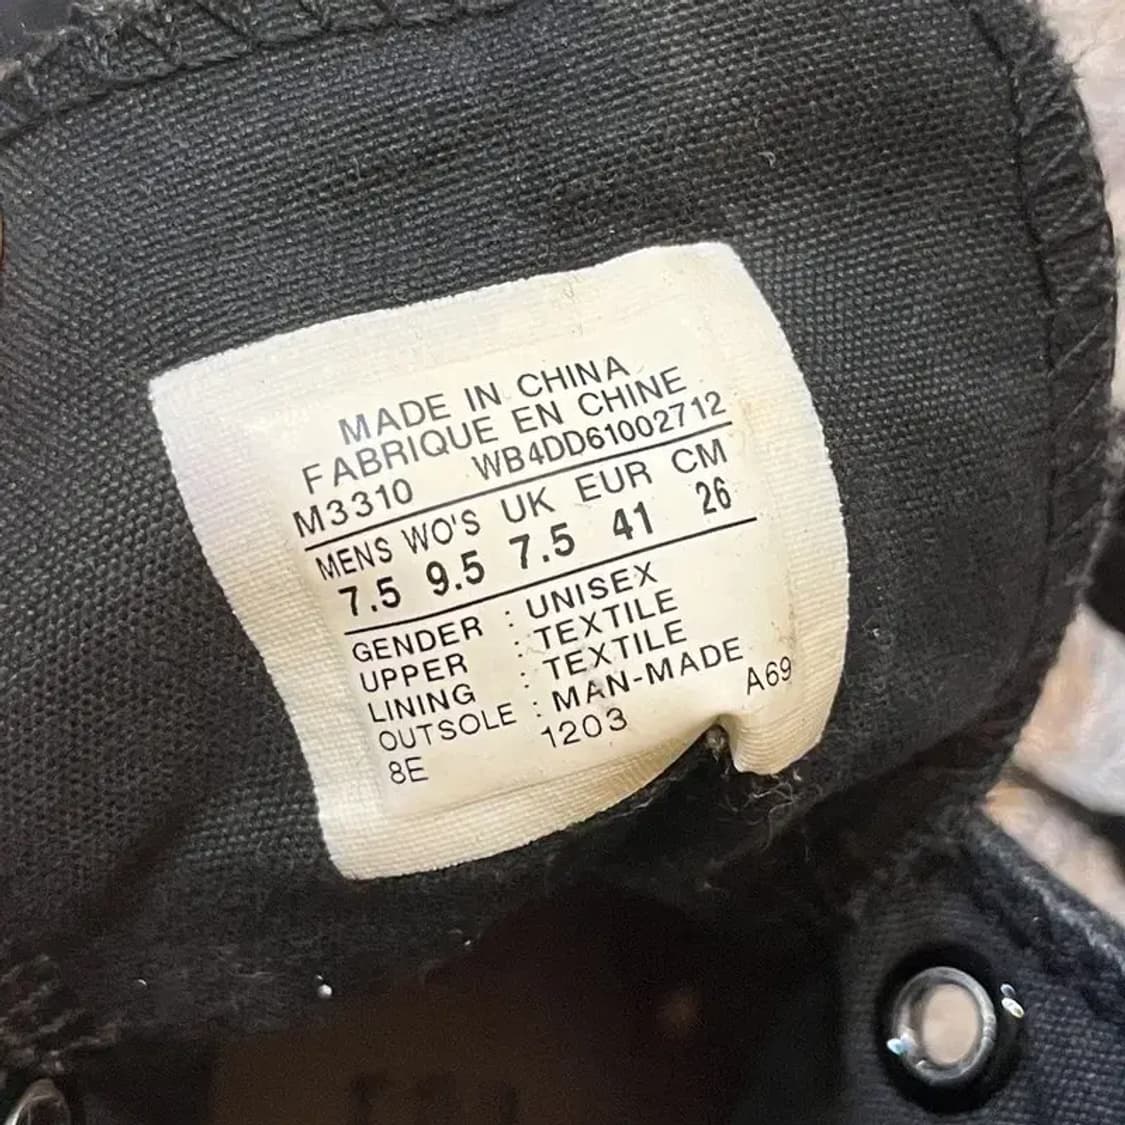 MADE IN CHINA
FABRIQUE EN CHINE
M3310 WB4DD61002712
MENS WO'S UK EUR CM
7.5 9.5 7.5 41 26
GENDER : UNISEX
UPPER : TEXTILE
LINING : TEXTILE
OUTSOLE : MAN-MADE
8E 1203 A69